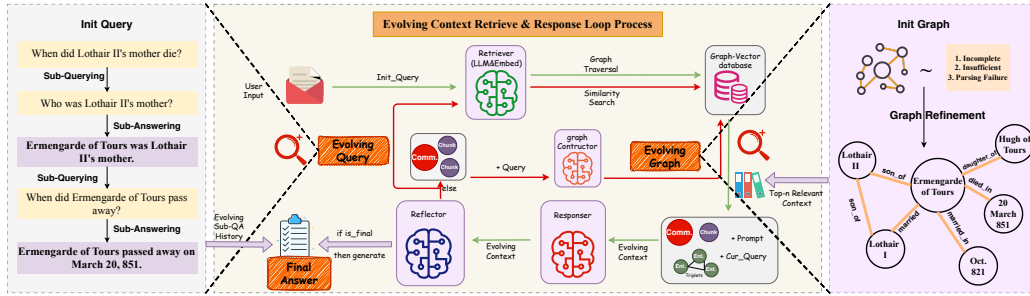 Init Query
When did Lothair II's mother die?
Sub-Querying
Who was Lothair II's mother?
Sub-Answering
Ermengarde of Tours was Lothair
II's mother.
Sub-Querying
When did Ermengarde of Tours pass
away?
Sub-Answering
Ermengarde of Tours passed away on
March 20, 851.
Evolving Context Retrieve & Response Loop Process
User
Input
Init_Query
Retriever
(LLM&Embed)
Graph
Traversal
Similarity
Search
Graph-Vector
database
Evolving
Query
Comm.
Chunk
Chunk
else
+ Query
graph
Contructor
Evolving
Graph
Top-n Relevant
Context
Evolving
Sub-QA
History
Final
Answer
if is_final
then generate
Reflector
Evolving
Context
Responser
Evolving
Context
Comm.
Chunk
+ Prompt
Ent.
Ent.
Ent.
Triplets
+ Cur_Query
Init Graph
~
1. Incomplete
2. Insufficient
3. Parsing Failure
Graph Refinement
Lothair
II
son_of
son_of
Ermengarde
of Tours
daughter_of
Hugh of
Tours
died_in
20
March
851
married
married_in
Lothair
I
Oct.
821